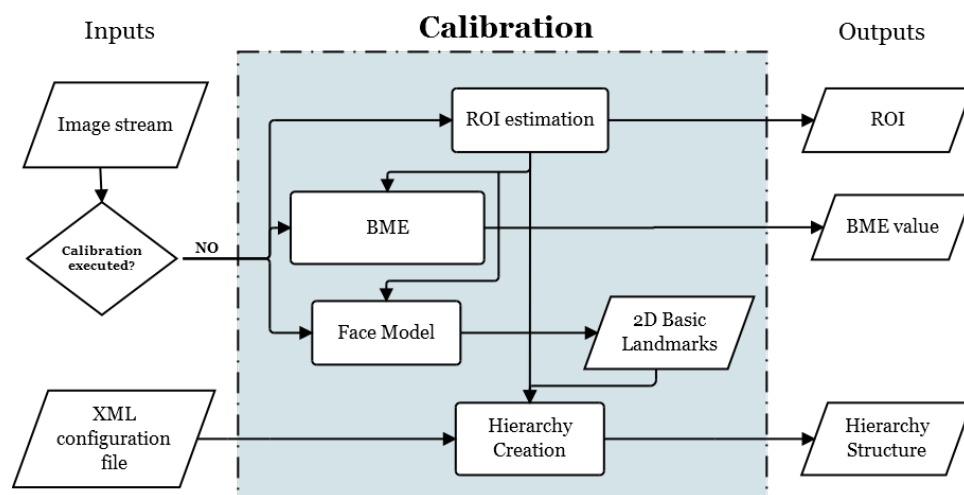 Calibration
Inputs
Outputs
Image stream
ROI estimation
ROI
Calibration
executed?
NO
BME
BME value
Face Model
2D Basic
Landmarks
XML
configuration
file
Hierarchy
Creation
Hierarchy
Structure